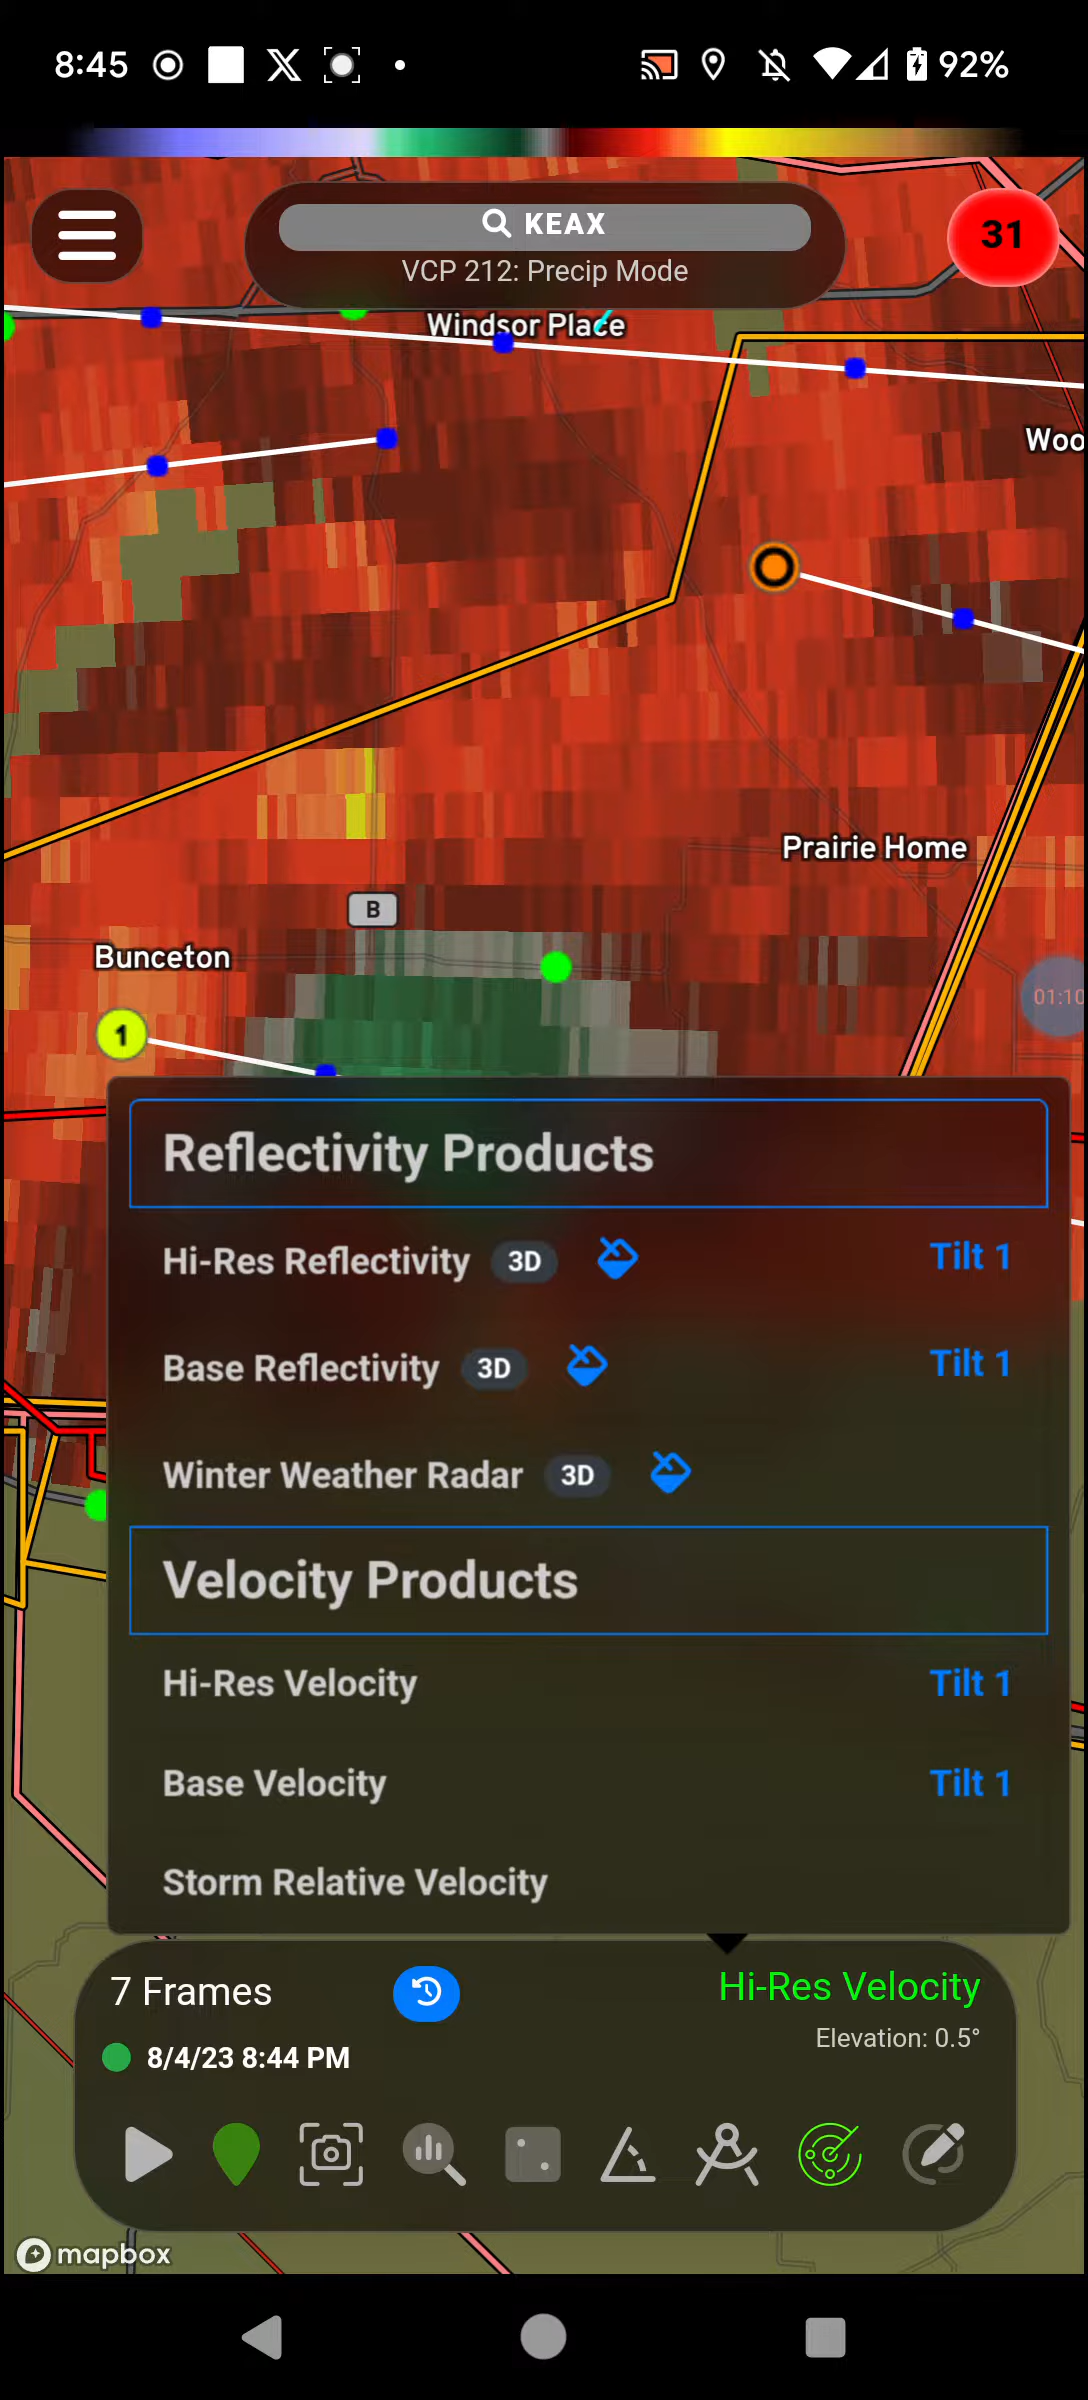 8:45
92%
KEAX
VCP 212: Precip Mode
31
Windsor Place
Woo
Prairie Home
B
Bunceton
01:10
1
Reflectivity Products
Hi-Res Reflectivity 3D Tilt 1
Base Reflectivity 3D Tilt 1
Winter Weather Radar 3D
Velocity Products
Hi-Res Velocity Tilt 1
Base Velocity Tilt 1
Storm Relative Velocity
7 Frames
Hi-Res Velocity
Elevation: 0.5°
8/4/23 8:44 PM
mapbox